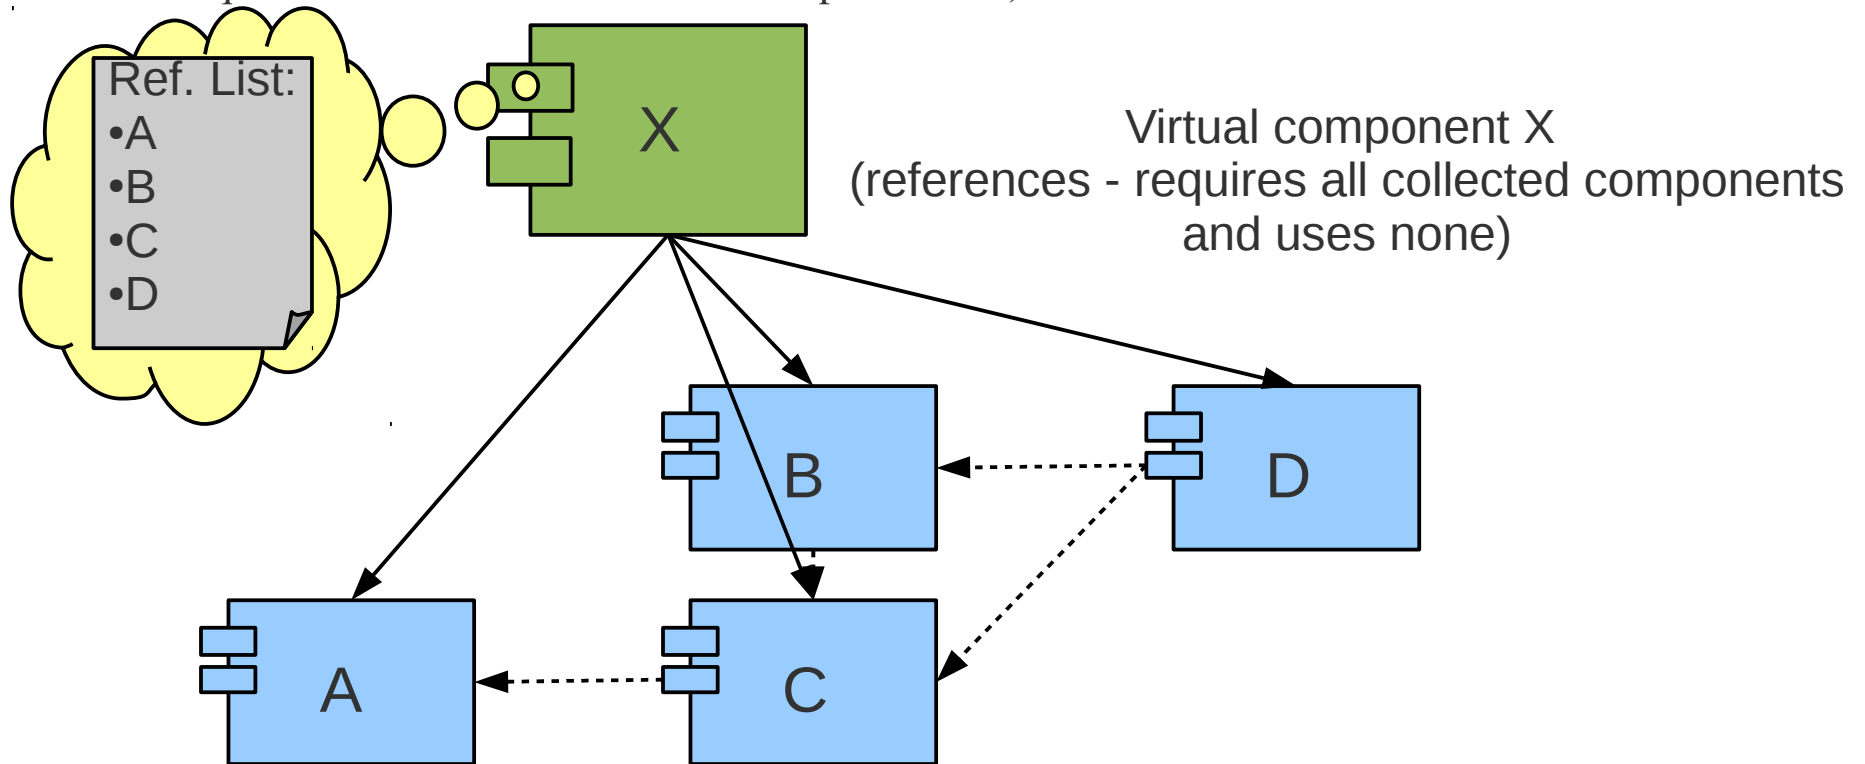 Ref. List:
•A
•B
•C
•D
X
Virtual component X
(references - requires all collected components
and uses none)
B
D
A
C